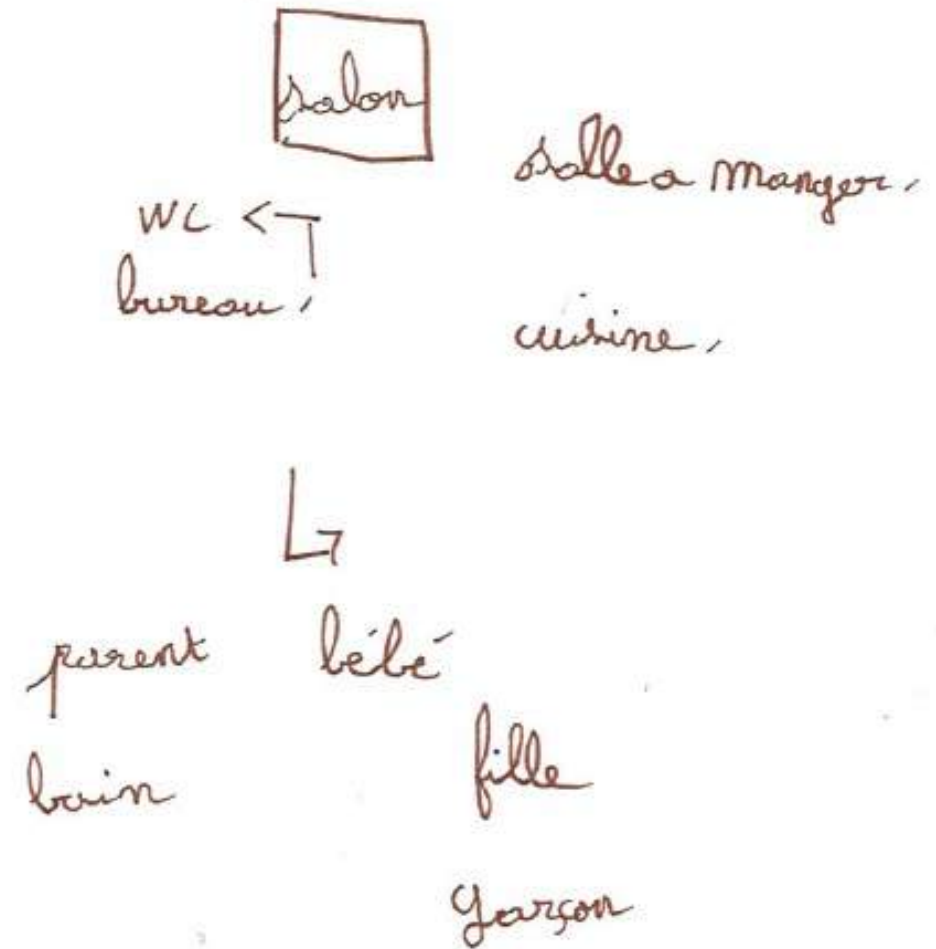 salon
salle a manger.
WC
bureau.
cuisine.
parent bébé
bain fille
garçon